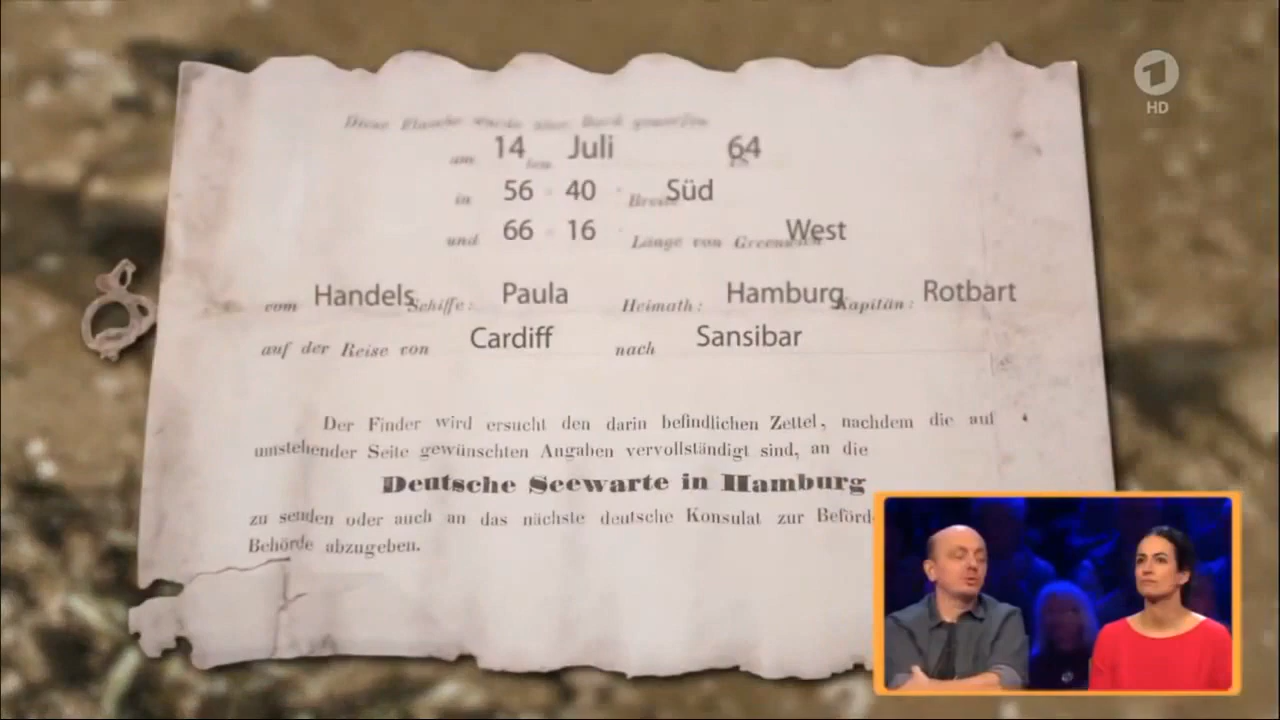 Diese Flasche wurde über Bord geworfen
am 14 ten Juli 64
in 56 ° 40 ' Breite Süd
und 66 ° 16 ' Länge von Greenwich West
vom Handels Schiffe: Paula Heimath: Hamburg Kapitän: Rotbart
auf der Reise von Cardiff nach Sansibar
Der Finder wird ersucht den darin befindlichen Zettel, nachdem die auf
umstehender Seite gewünschten Angaben vervollständigt sind, an die
Deutsche Seewarte in Hamburg
zu senden oder auch an das nächste deutsche Konsulat zur Beförd
Behörde abzugeben.
1
HD